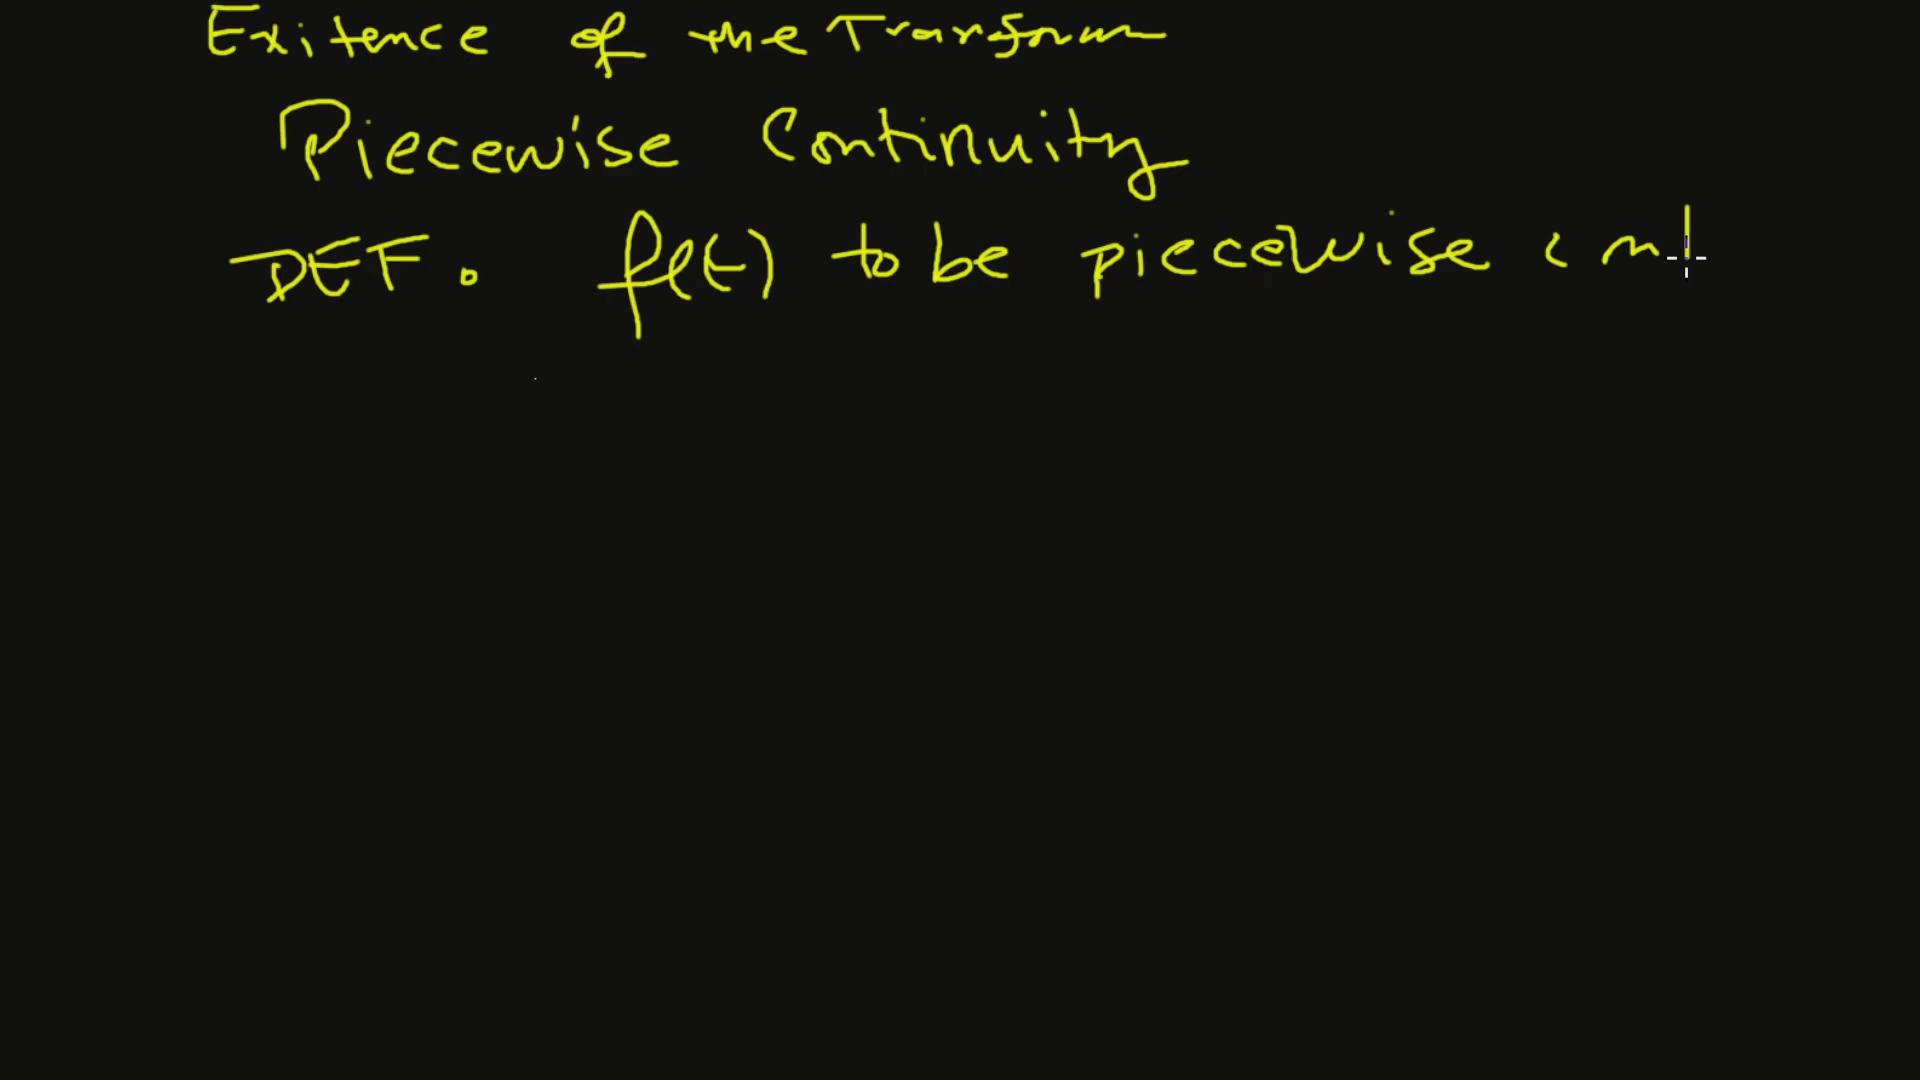 Exitence of the Transform
Piecewise Continuity
DEF. f(t) to be piecewise